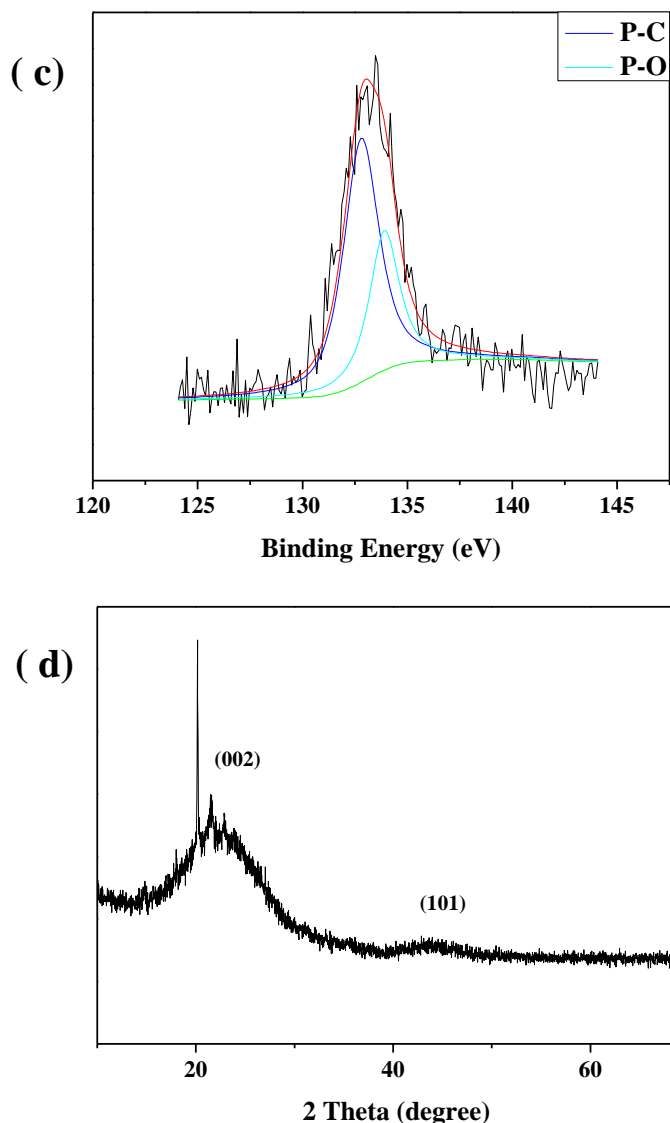 ( c)
P-C
P-O
120 125 130 135 140 145
Binding Energy (eV)
( d)
(002)
(101)
20 40 60
2 Theta (degree)